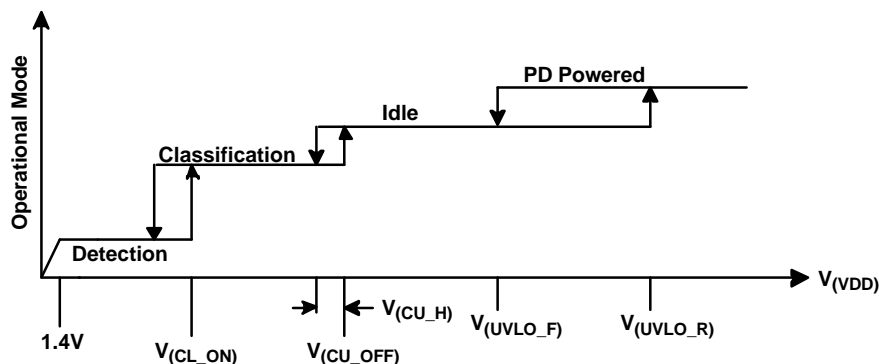 Operational Mode
PD Powered
Idle
Classification
Detection
V(VDD)
1.4V
V(CL_ON)
V(CU_OFF)
V(CU_H)
V(UVLO_F)
V(UVLO_R)